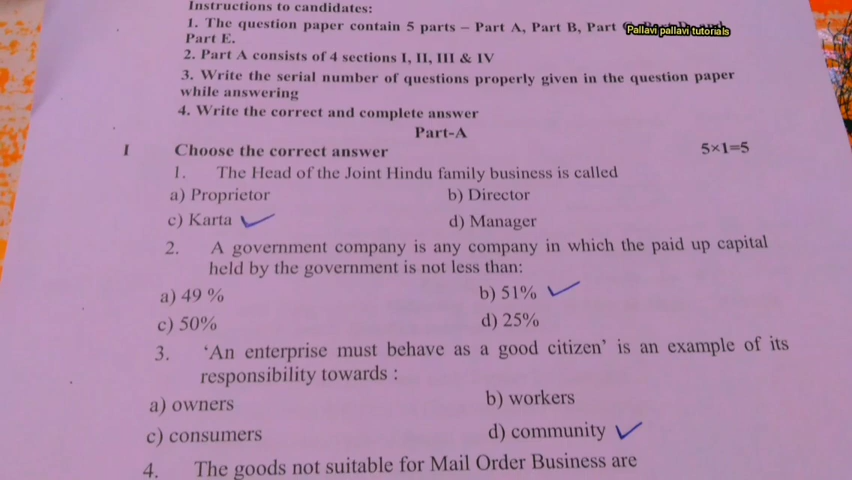 Instructions to candidates:
1. The question paper contain 5 parts – Part A, Part B, Part
Pallavi pallavi tutorials
Part E.
2. Part A consists of 4 sections I, II, III & IV
3. Write the serial number of questions properly given in the question paper
while answering
4. Write the correct and complete answer
Part-A
I Choose the correct answer 5×1=5
1. The Head of the Joint Hindu family business is called
a) Proprietor b) Director
c) Karta d) Manager
2. A government company is any company in which the paid up capital
held by the government is not less than:
a) 49 % b) 51%
c) 50% d) 25%
3. ‘An enterprise must behave as a good citizen’ is an example of its
responsibility towards :
a) owners b) workers
c) consumers d) community
4. The goods not suitable for Mail Order Business are